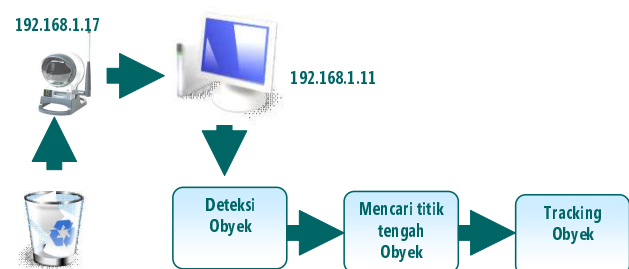 192.168.1.17
192.168.1.11
Deteksi
Obyek
Mencari titik
tengah
Obyek
Tracking
Obyek